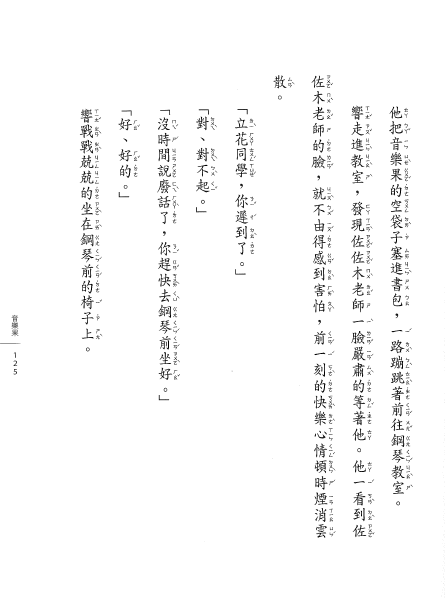 他把音樂果的空袋子塞進書包，一路蹦跳著前往鋼琴教室。
響走進教室，發現佐佐木老師一臉嚴肅的等著他。他一看到佐
佐木老師的臉，就不由得感到害怕，前一刻的快樂心情頓時煙消雲
散。
「立花同學，你遲到了。」
「對、對不起。」
「沒時間說廢話了，你趕快去鋼琴前坐好。」
「好、好的。」
響戰戰兢兢的坐在鋼琴前的椅子上。
音樂果
125